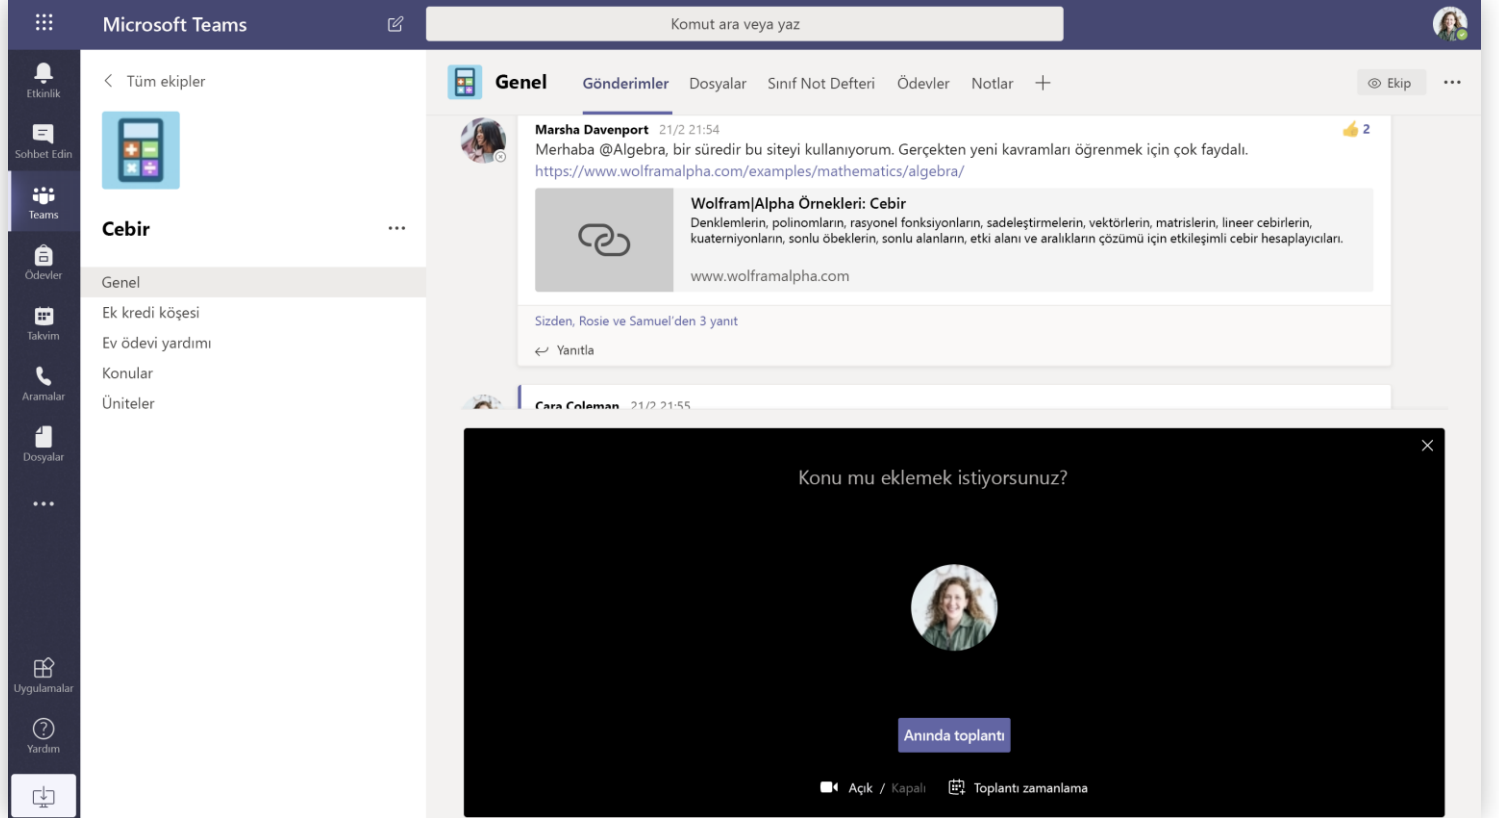 Microsoft Teams
Komut ara veya yaz
Etkinlik
Sohbet Edin
Teams
Ödevler
Takvim
Aramalar
Dosyalar
Uygulamalar
Yardım
Tüm ekipler
Cebir
Genel
Ek kredi köşesi
Ev ödevi yardımı
Konular
Üniteler
Genel Gönderimler Dosyalar Sınıf Not Defteri Ödevler Notlar
Ekip
Marsha Davenport 21/2 21:54
2
Merhaba @Algebra, bir süredir bu siteyi kullanıyorum. Gerçekten yeni kavramları öğrenmek için çok faydalı.
https://www.wolframalpha.com/examples/mathematics/algebra/
Wolfram|Alpha Örnekleri: Cebir
Denklemlerin, polinomların, rasyonel fonksiyonların, sadeleştirmelerin, vektörlerin, matrislerin, lineer cebirlerin,
kuaterniyonların, sonlu öbeklerin, sonlu alanların, etki alanı ve aralıkların çözümü için etkileşimli cebir hesaplayıcıları.
www.wolframalpha.com
Sizden, Rosie ve Samuel'den 3 yanıt
Yanıtla
Cara Coleman 21/2 21:55
Konu mu eklemek istiyorsunuz?
Anında toplantı
Açık / Kapalı
Toplantı zamanlama